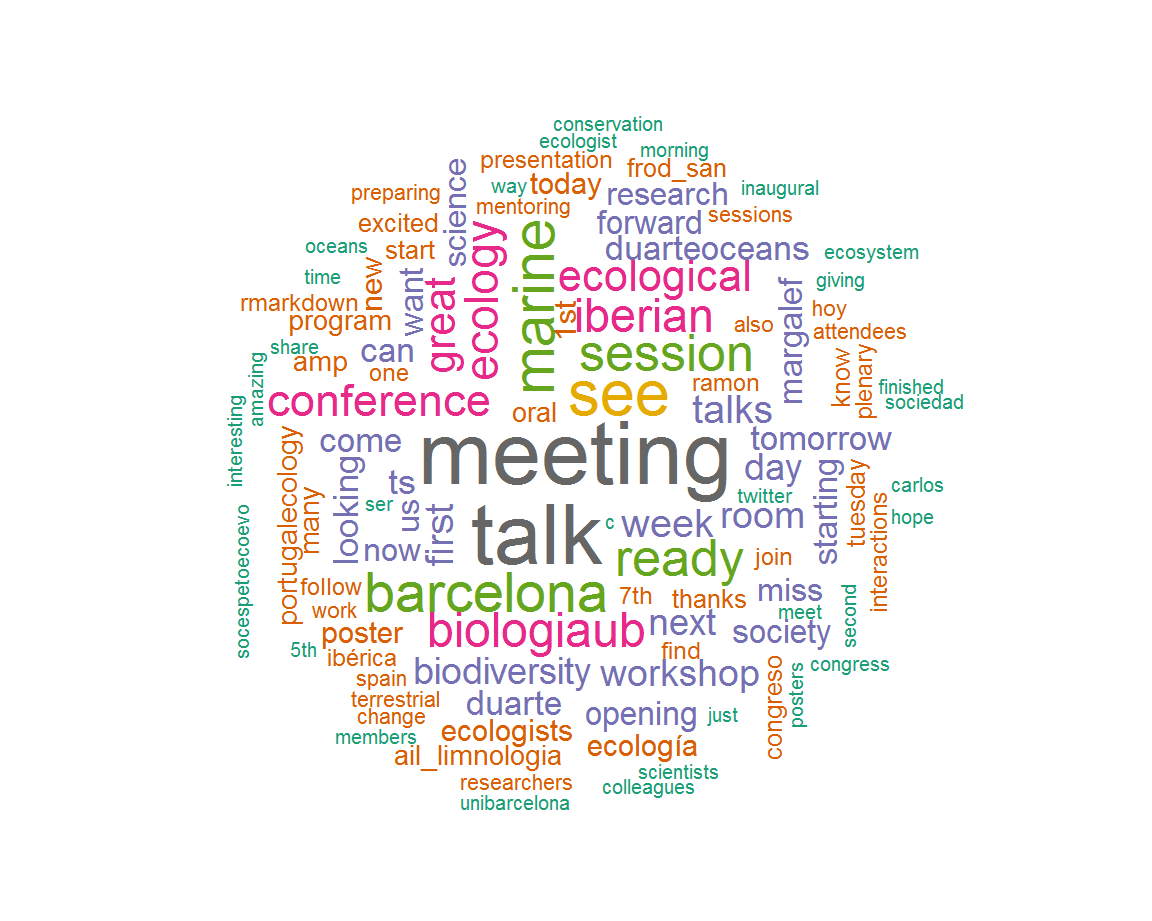 conservation
ecologist
morning
presentation
frod_san
science
way
today
research
inaugural
preparing
mentoring
forward
sessions
excited
ecology
marine
duarteoceans
oceans
start
ecosystem
time
new
want
great
ecological
giving
rmarkdown
1st
iberian
margalef
hoy
program
also
attendees
share
can
session
know
plenary
amp
one
see
ramon
finished
amazing
conference
oral
talks
sociedad
interesting
come
meeting
tomorrow
portugalecology
looking
ts
day
starting
tuesday
many
ser
us
first
talk
c
week
twitter
room
carlos
interactions
hope
socespetoecoevo
now
ready
join
follow
barcelona
7th
thanks
miss
work
meet
second
poster
biologiaub
next
society
5th
ibérica
find
spain
biodiversity
workshop
congreso
posters
congress
terrestrial
duarte
opening
just
change
members
ecologists
ecología
ail_limnologia
scientists
researchers
colleagues
unibarcelona